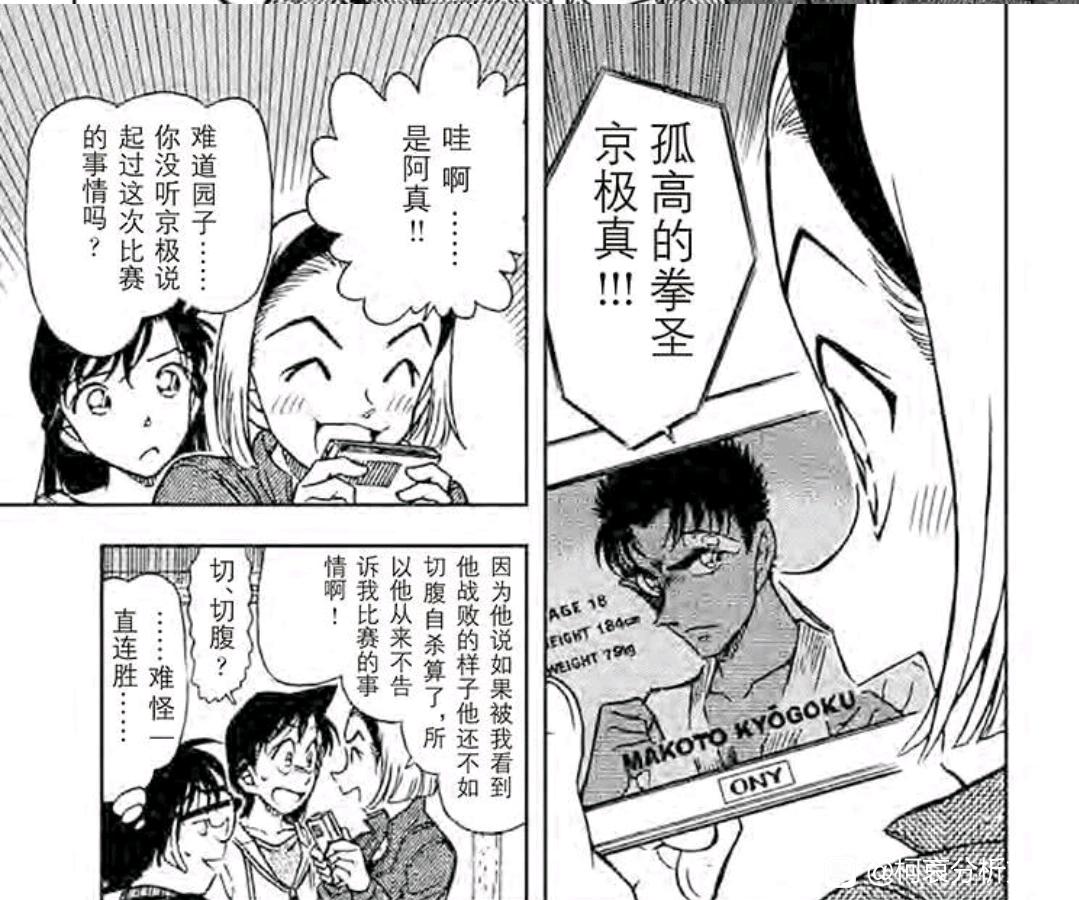 孤高的拳圣
京极真!!!
AGE 18
HEIGHT 184cm
WEIGHT 79kg
MAKOTO KYŌGOKU
ONY
哇啊……
是阿真!!
难道园子……
你没听京极说
起过这次比赛
的事情吗?
因为他说如果被我看到
他战败的样子他还不如
切腹自杀算了,所
以他从来不告
诉我比赛的事
情啊!
切、切腹?
……难怪一
直连胜……
@柯哀分析